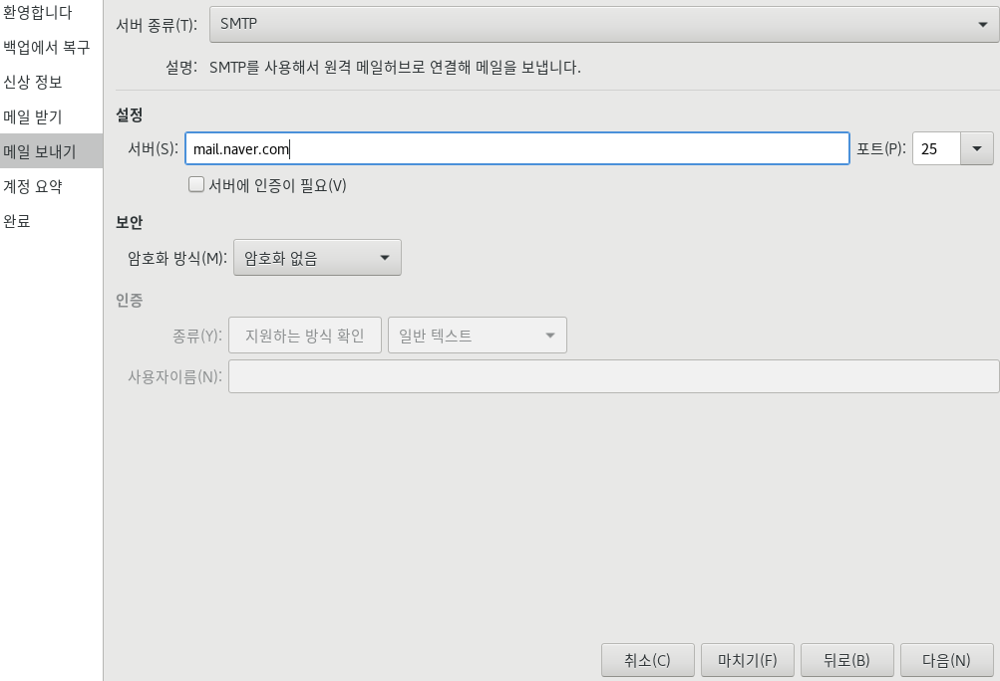 환영합니다
백업에서 복구
신상 정보
메일 받기
메일 보내기
계정 요약
완료
서버 종류(T): SMTP
설명: SMTP를 사용해서 원격 메일허브로 연결해 메일을 보냅니다.
설정
서버(S): mail.naver.com 포트(P): 25
서버에 인증이 필요(V)
보안
암호화 방식(M): 암호화 없음
인증
종류(Y): 지원하는 방식 확인 일반 텍스트
사용자이름(N):
취소(C) 마치기(F) 뒤로(B) 다음(N)